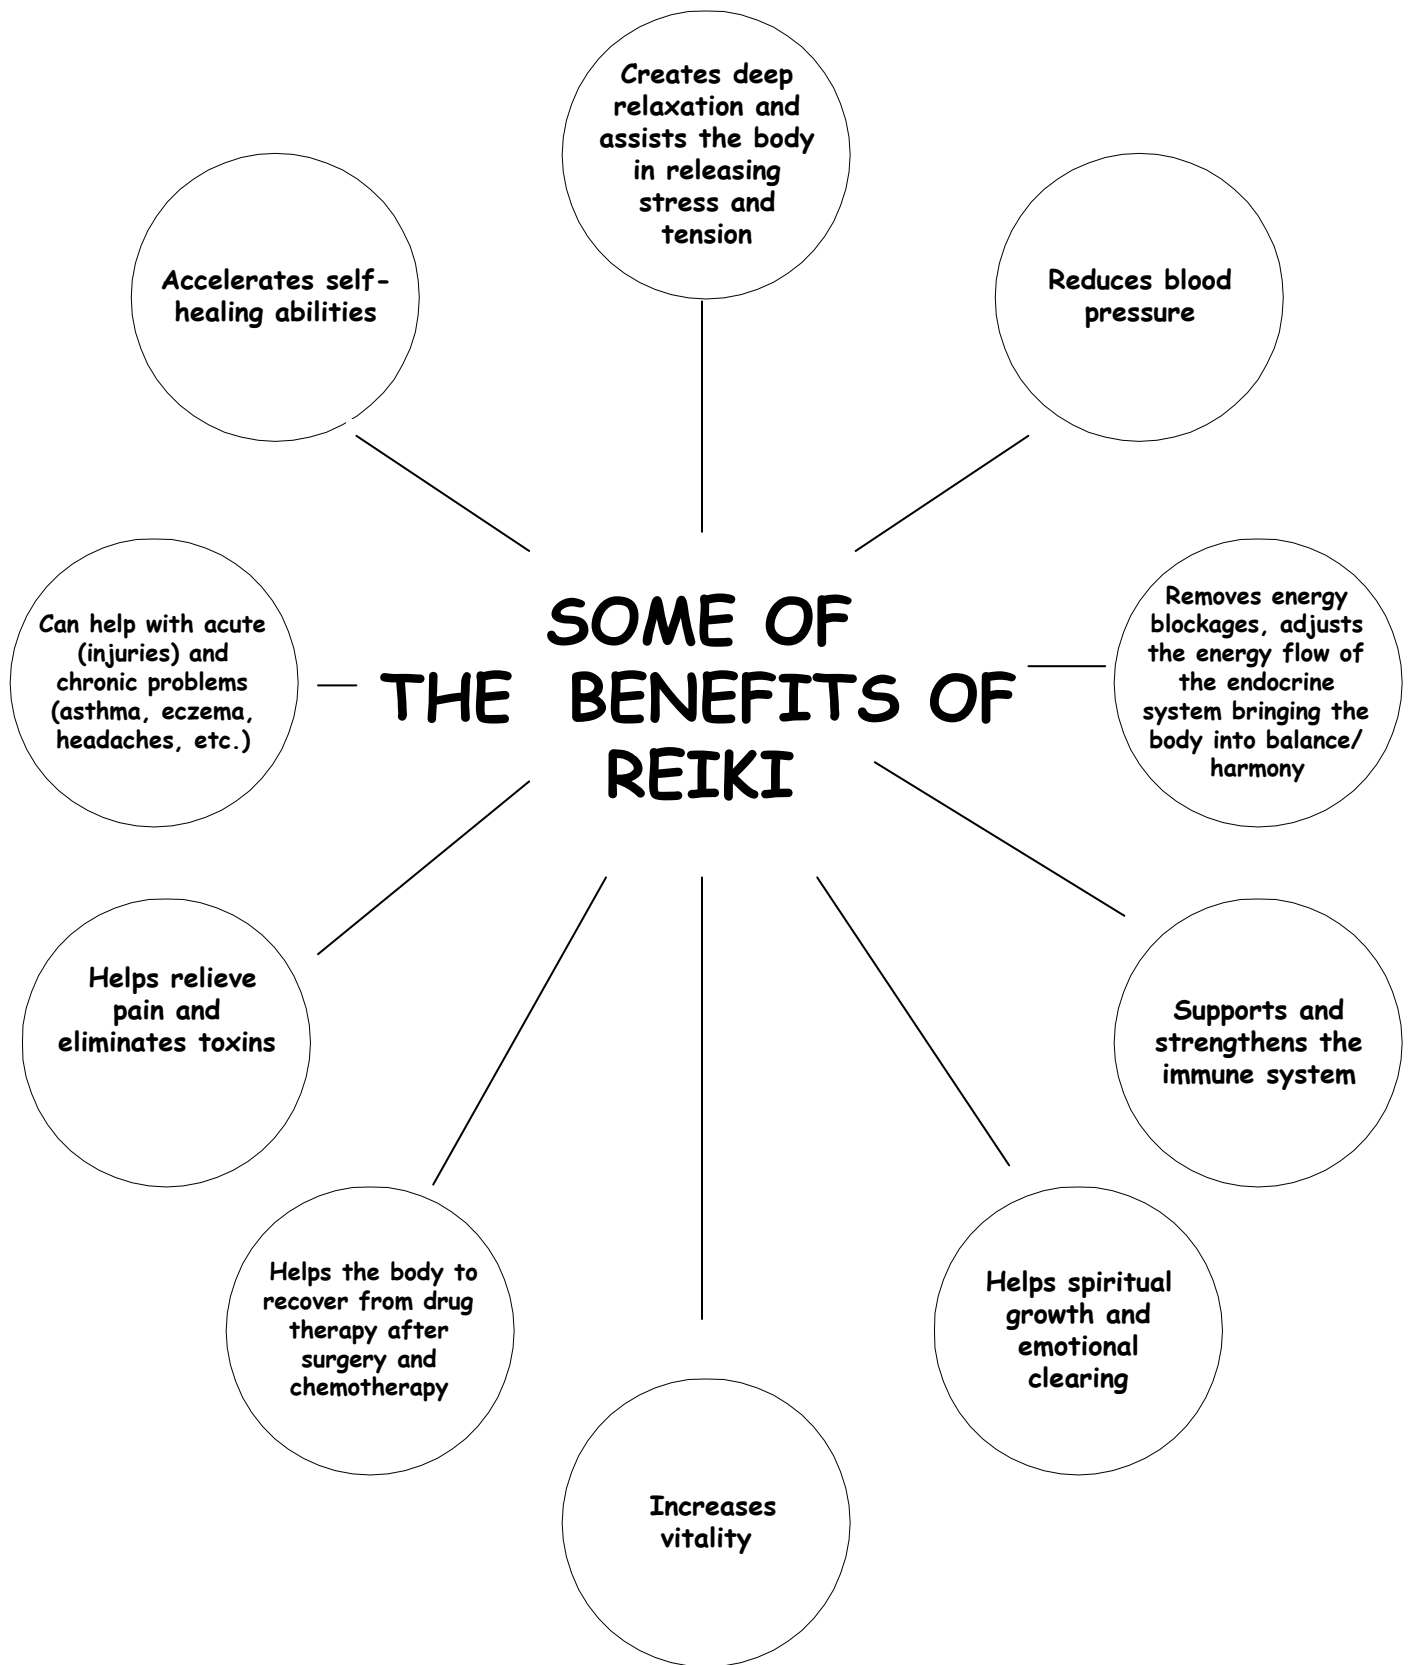 Creates deep
relaxation and
assists the body
in releasing
stress and
tension
Accelerates self-
healing abilities
Reduces blood
pressure
SOME OF
THE BENEFITS OF
REIKI
Can help with acute
(injuries) and
chronic problems
(asthma, eczema,
headaches, etc.)
Removes energy
blockages, adjusts
the energy flow of
the endocrine
system bringing the
body into balance/
harmony
Helps relieve
pain and
eliminates toxins
Supports and
strengthens the
immune system
Helps the body to
recover from drug
therapy after
surgery and
chemotherapy
Helps spiritual
growth and
emotional
clearing
Increases
vitality